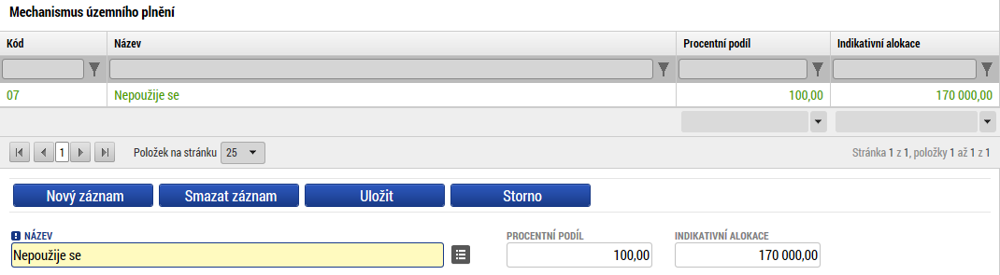 Mechanismus územního plnění
Kód Název Procentní podíl Indikativní alokace
07 Nepoužije se 100,00 170 000,00
1 Položek na stránku 25 Stránka 1 z 1, položky 1 až 1 z 1
Nový záznam Smazat záznam Uložit Storno
NÁZEV PROCENTNÍ PODÍL INDIKATIVNÍ ALOKACE
Nepoužije se 100,00 170 000,00